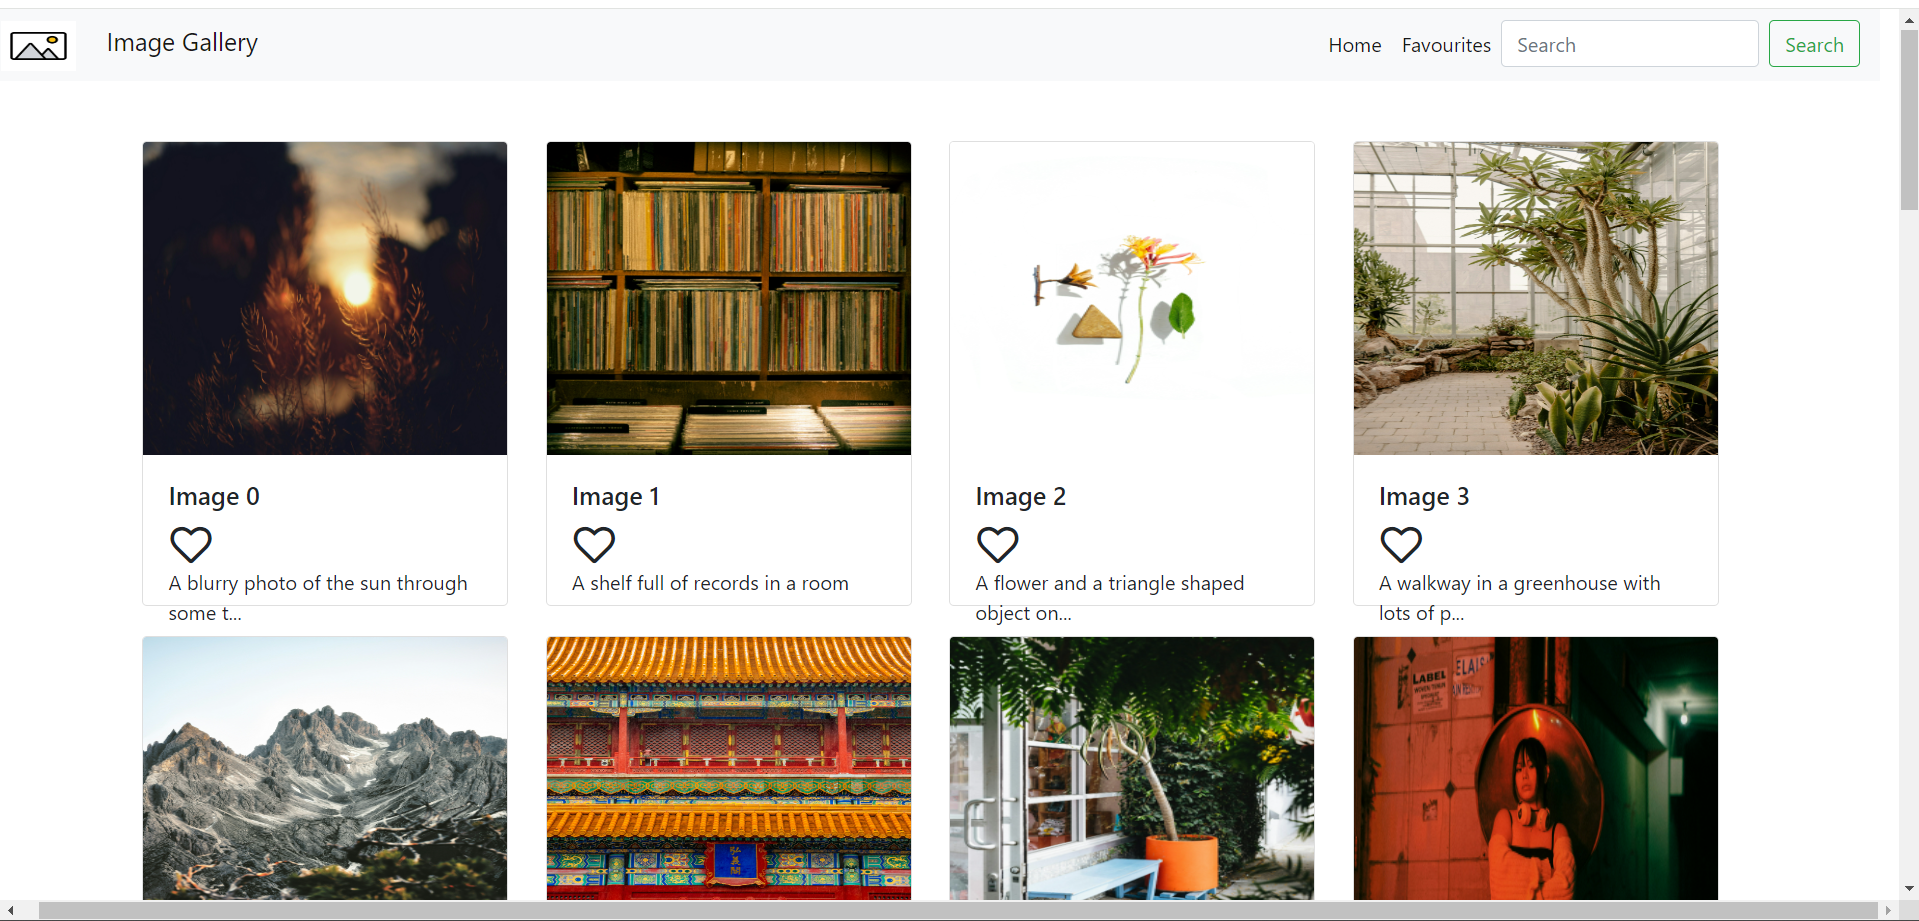 Image Gallery
Home
Favourites
Search
Search
Image 0
A blurry photo of the sun through
some t...
Image 1
A shelf full of records in a room
Image 2
A flower and a triangle shaped
object on...
Image 3
A walkway in a greenhouse with
lots of p...
LABEL
ELAIS